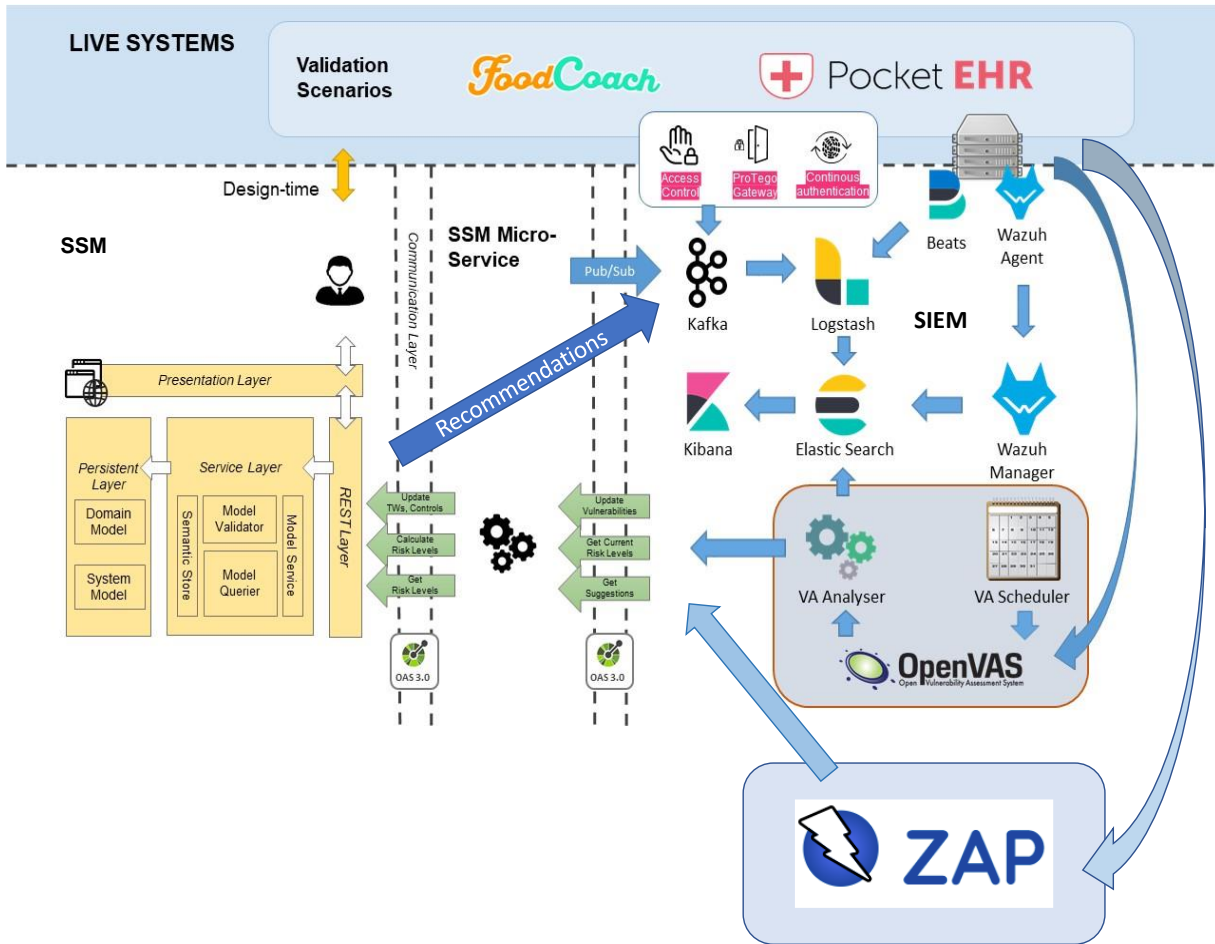 LIVE SYSTEMS
Validation
Scenarios
FoodCoach
Pocket EHR
Access
Control
ProTego
Gateway
Continous
authentication
Design-time
SSM
Communication Layer
SSM Micro-
Service
Pub/Sub
Kafka
Logstash
Beats
Wazuh
Agent
SIEM
Recommendations
Presentation Layer
Kibana
Elastic Search
Wazuh
Manager
Persistent
Layer
Domain
Model
System
Model
Service Layer
Semantic Store
Model
Validator
Model
Querier
Model Service
REST Layer
Update
TWs, Controls
Calculate
Risk Levels
Get
Risk Levels
Update
Vulnerabilities
Get Current
Risk Levels
Get
Suggestions
OAS 3.0
OAS 3.0
VA Analyser
VA Scheduler
OpenVAS
Open Vulnerability Assessment System
ZAP